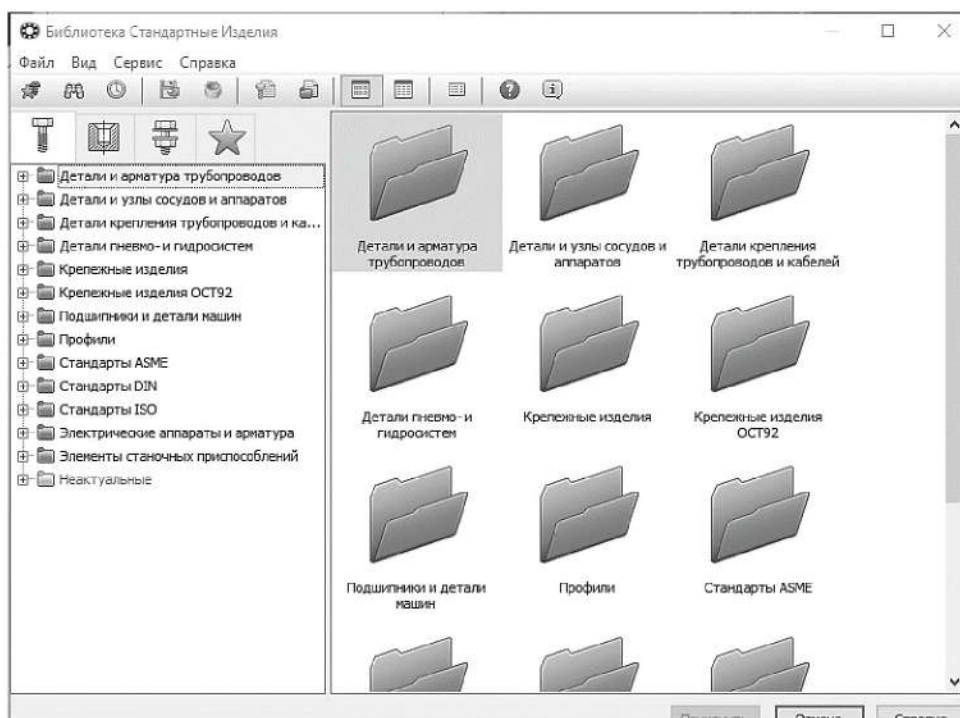 Библиотека Стандартные Изделия
Файл Вид Сервис Справка
Детали и арматура трубопроводов
Детали и узлы сосудов и аппаратов
Детали крепления трубопроводов и ка...
Детали пневмо- и гидросистем
Крепежные изделия
Крепежные изделия ОСТ92
Подшипники и детали машин
Профили
Стандарты ASME
Стандарты DIN
Стандарты ISO
Электрические аппараты и арматура
Элементы станочных приспособлений
Неактуальные
Детали и арматура
трубопроводов
Детали и узлы сосудов и
аппаратов
Детали крепления
трубопроводов и кабелей
Детали пневмо- и
гидросистем
Крепежные изделия
Крепежные изделия
ОСТ92
Подшипники и детали
машин
Профили
Стандарты ASME